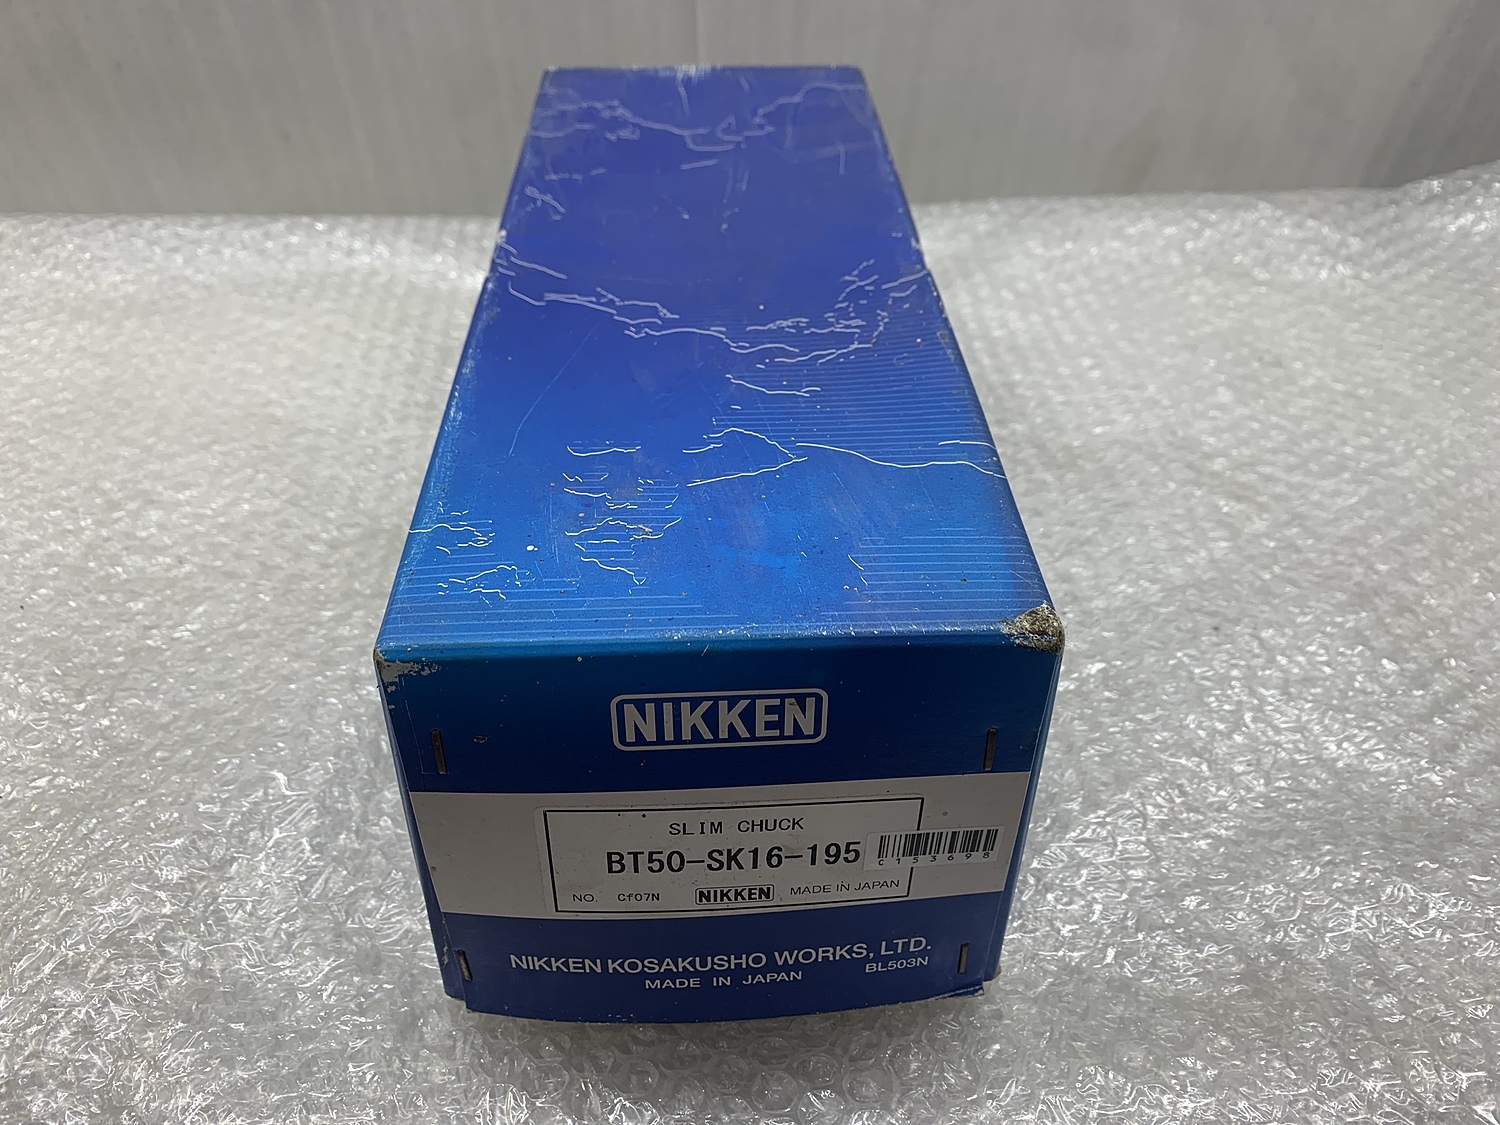 NIKKEN
SLIM CHUCK
BT50-SK16-195
C153698
NO. Cf07N NIKKEN MADE IN JAPAN
NIKKEN KOSAKUSHO WORKS, LTD.
MADE IN JAPAN BL503N